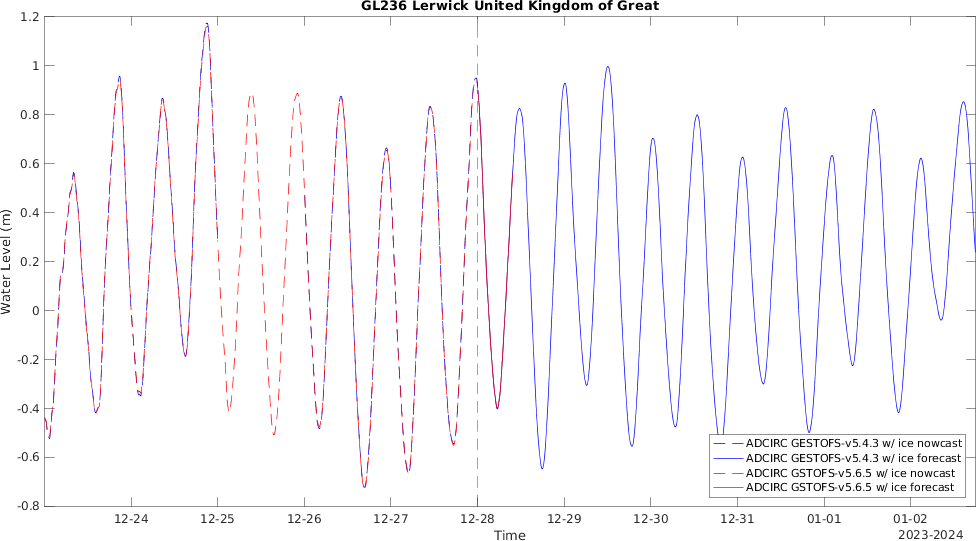 GL236 Lerwick United Kingdom of Great
1.2
1
0.8
0.6
0.4
0.2
0
-0.2
-0.4
-0.6
-0.8
Water Level (m)
ADCIRC GESTOFS-v5.4.3 w/ ice nowcast
ADCIRC GESTOFS-v5.4.3 w/ ice forecast
ADCIRC GSTOFS-v5.6.5 w/ ice nowcast
ADCIRC GSTOFS-v5.6.5 w/ ice forecast
12-24 12-25 12-26 12-27 12-28 12-29 12-30 12-31 01-01 01-02
Time
2023-2024